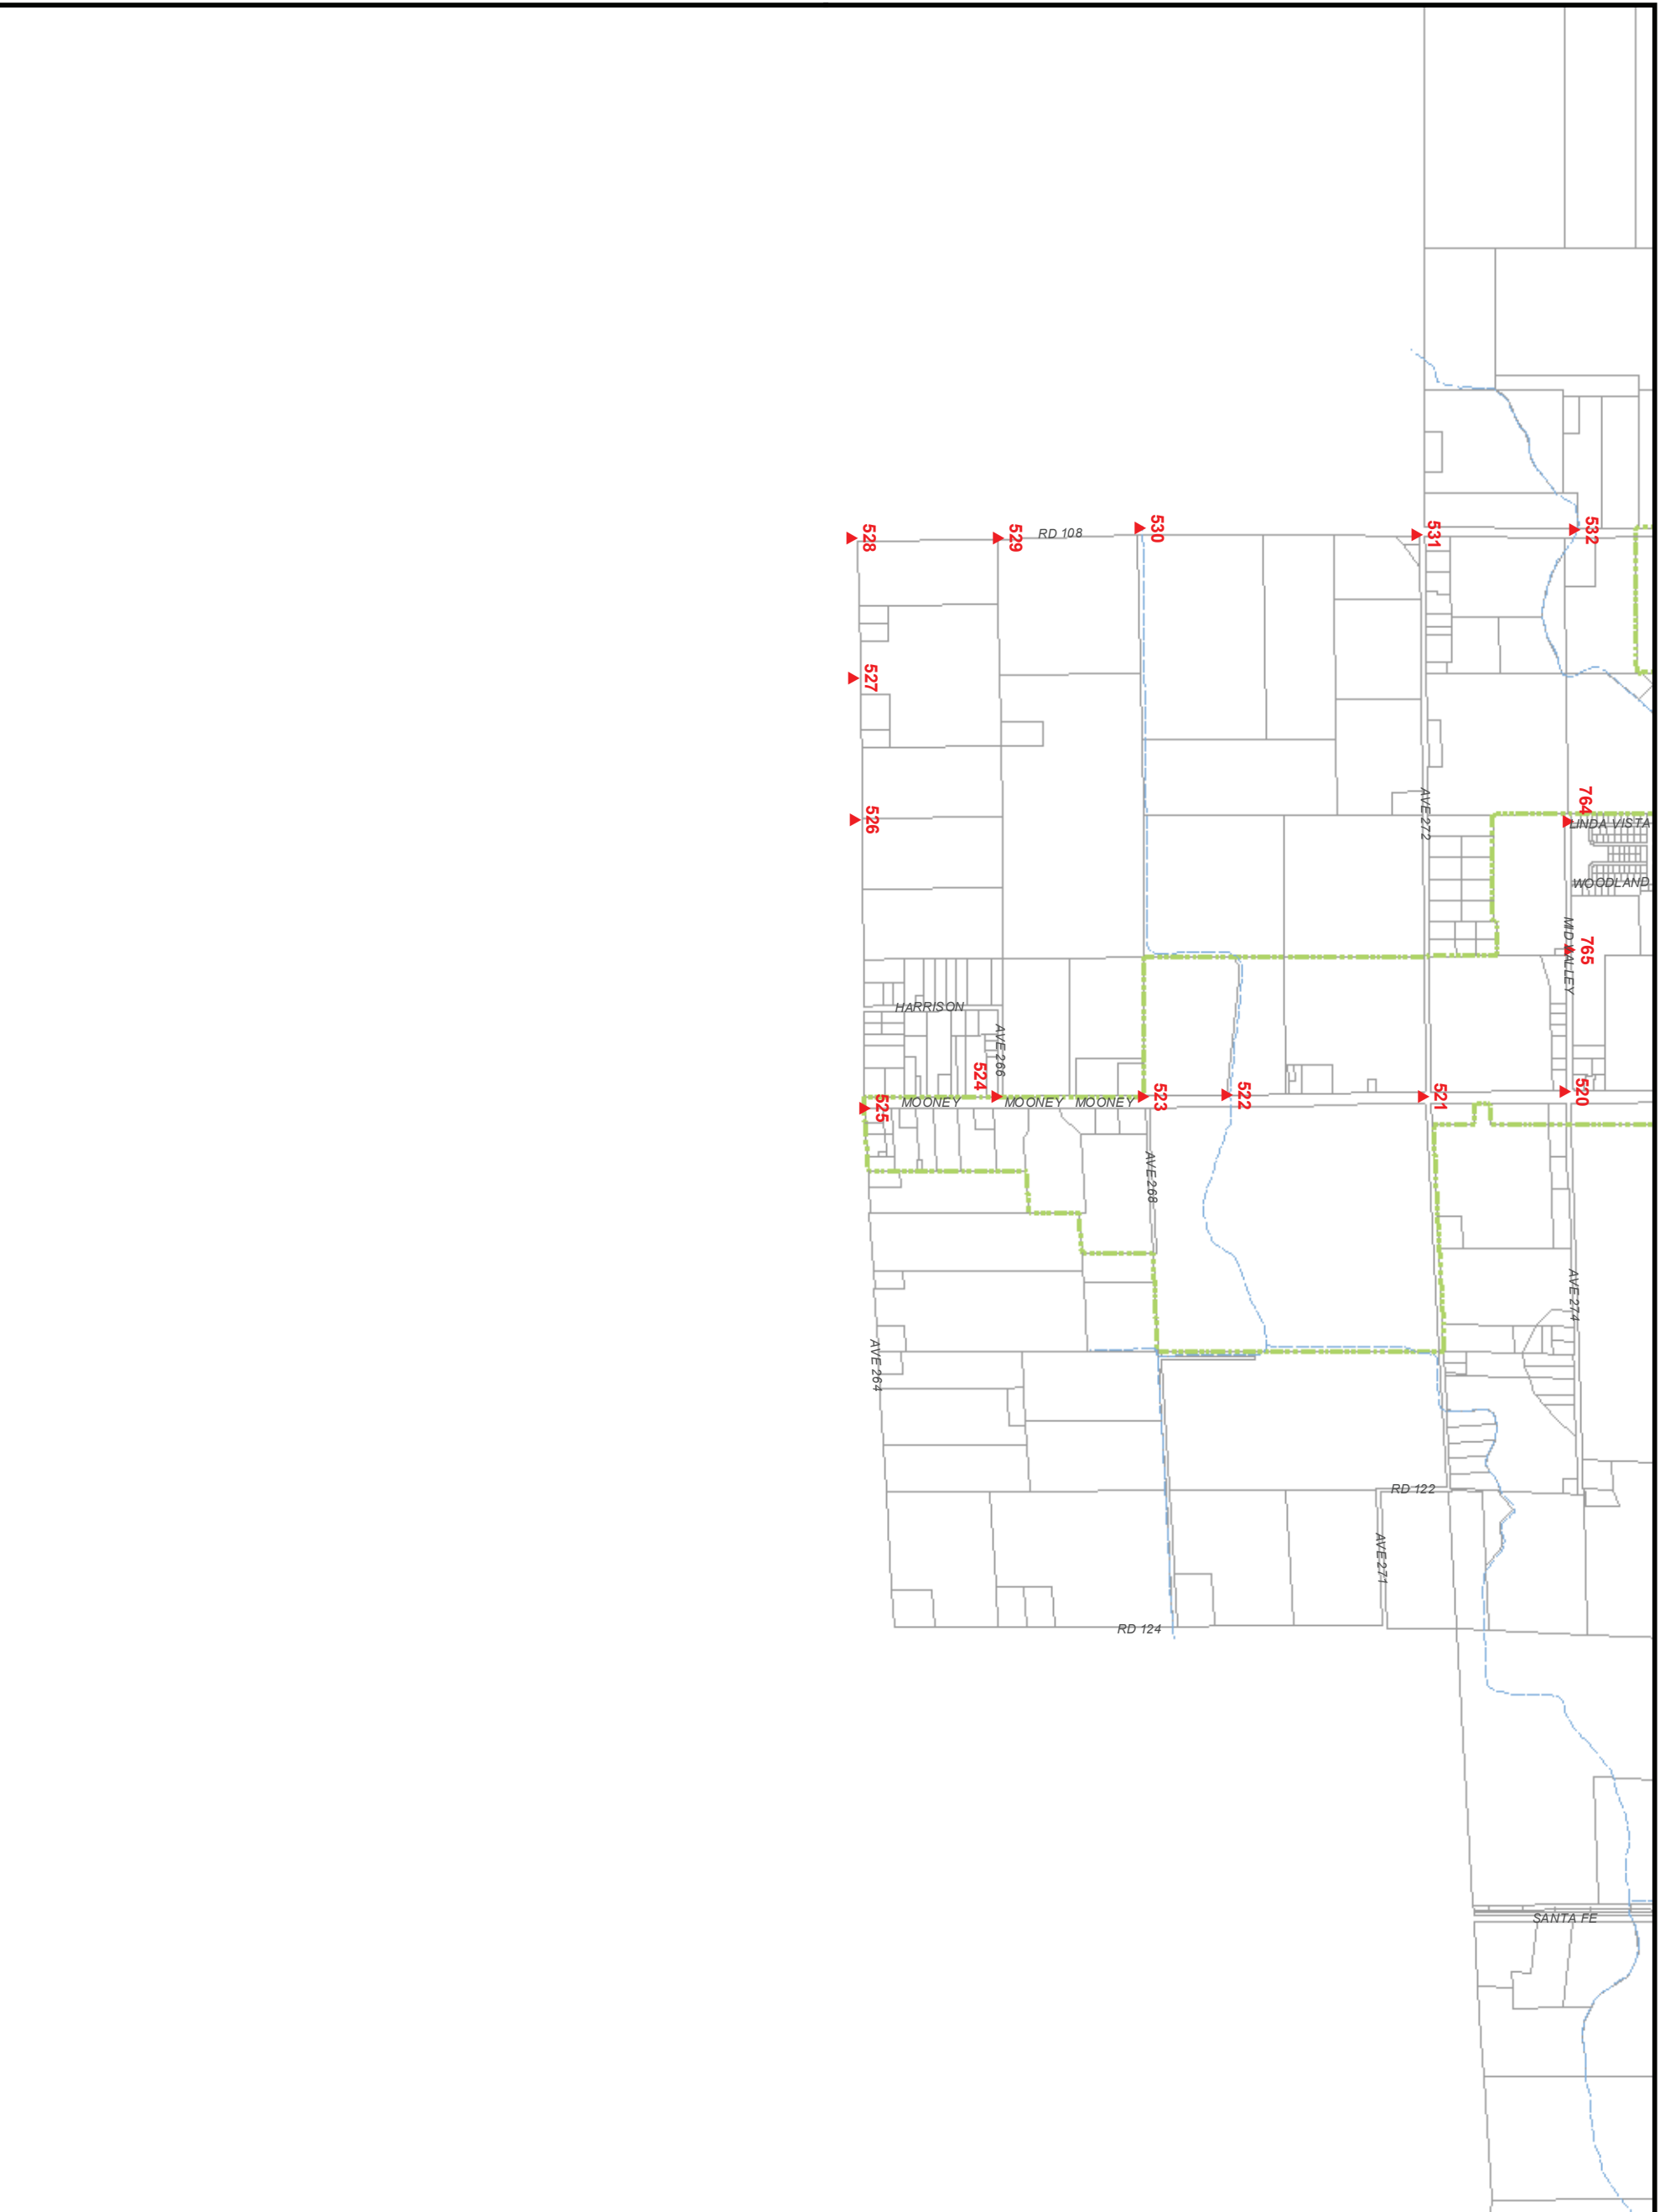 532
531
530
529
RD 108
528
527
526
764
LINDA VISTA
AVE 272
WOODLAND
765
MID VALLEY
HARRISON
AVE 266
524
520
521
522
523
525
MOONEY
MOONEY
MOONEY
AVE 268
AVE 274
AVE 264
RD 122
AVE 271
RD 124
SANTA FE